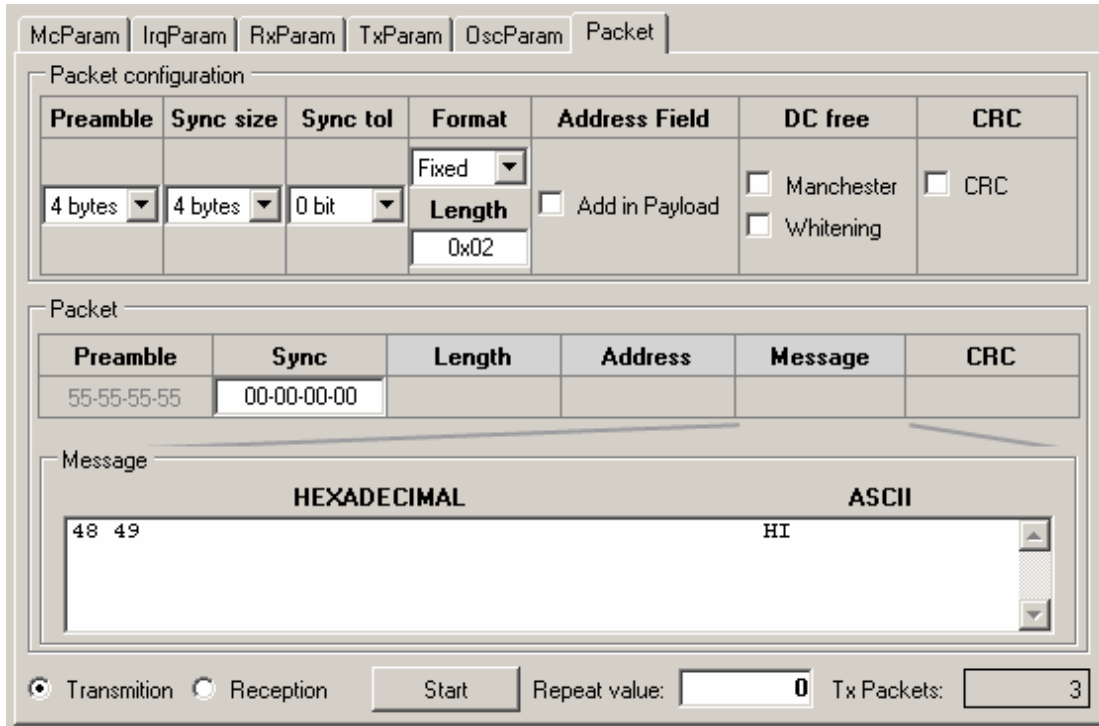 McParam IrqParam RxParam TxParam OscParam Packet
Packet configuration
Preamble Sync size Sync tol Format Address Field DC free CRC
Fixed
4 bytes 4 bytes 0 bit Length Add in Payload Manchester CRC
0x02 Whitening
Packet
Preamble Sync Length Address Message CRC
55-55-55-55 00-00-00-00
Message
HEXADECIMAL ASCII
48 49 HI
Transmition Reception Start Repeat value: 0 Tx Packets: 3